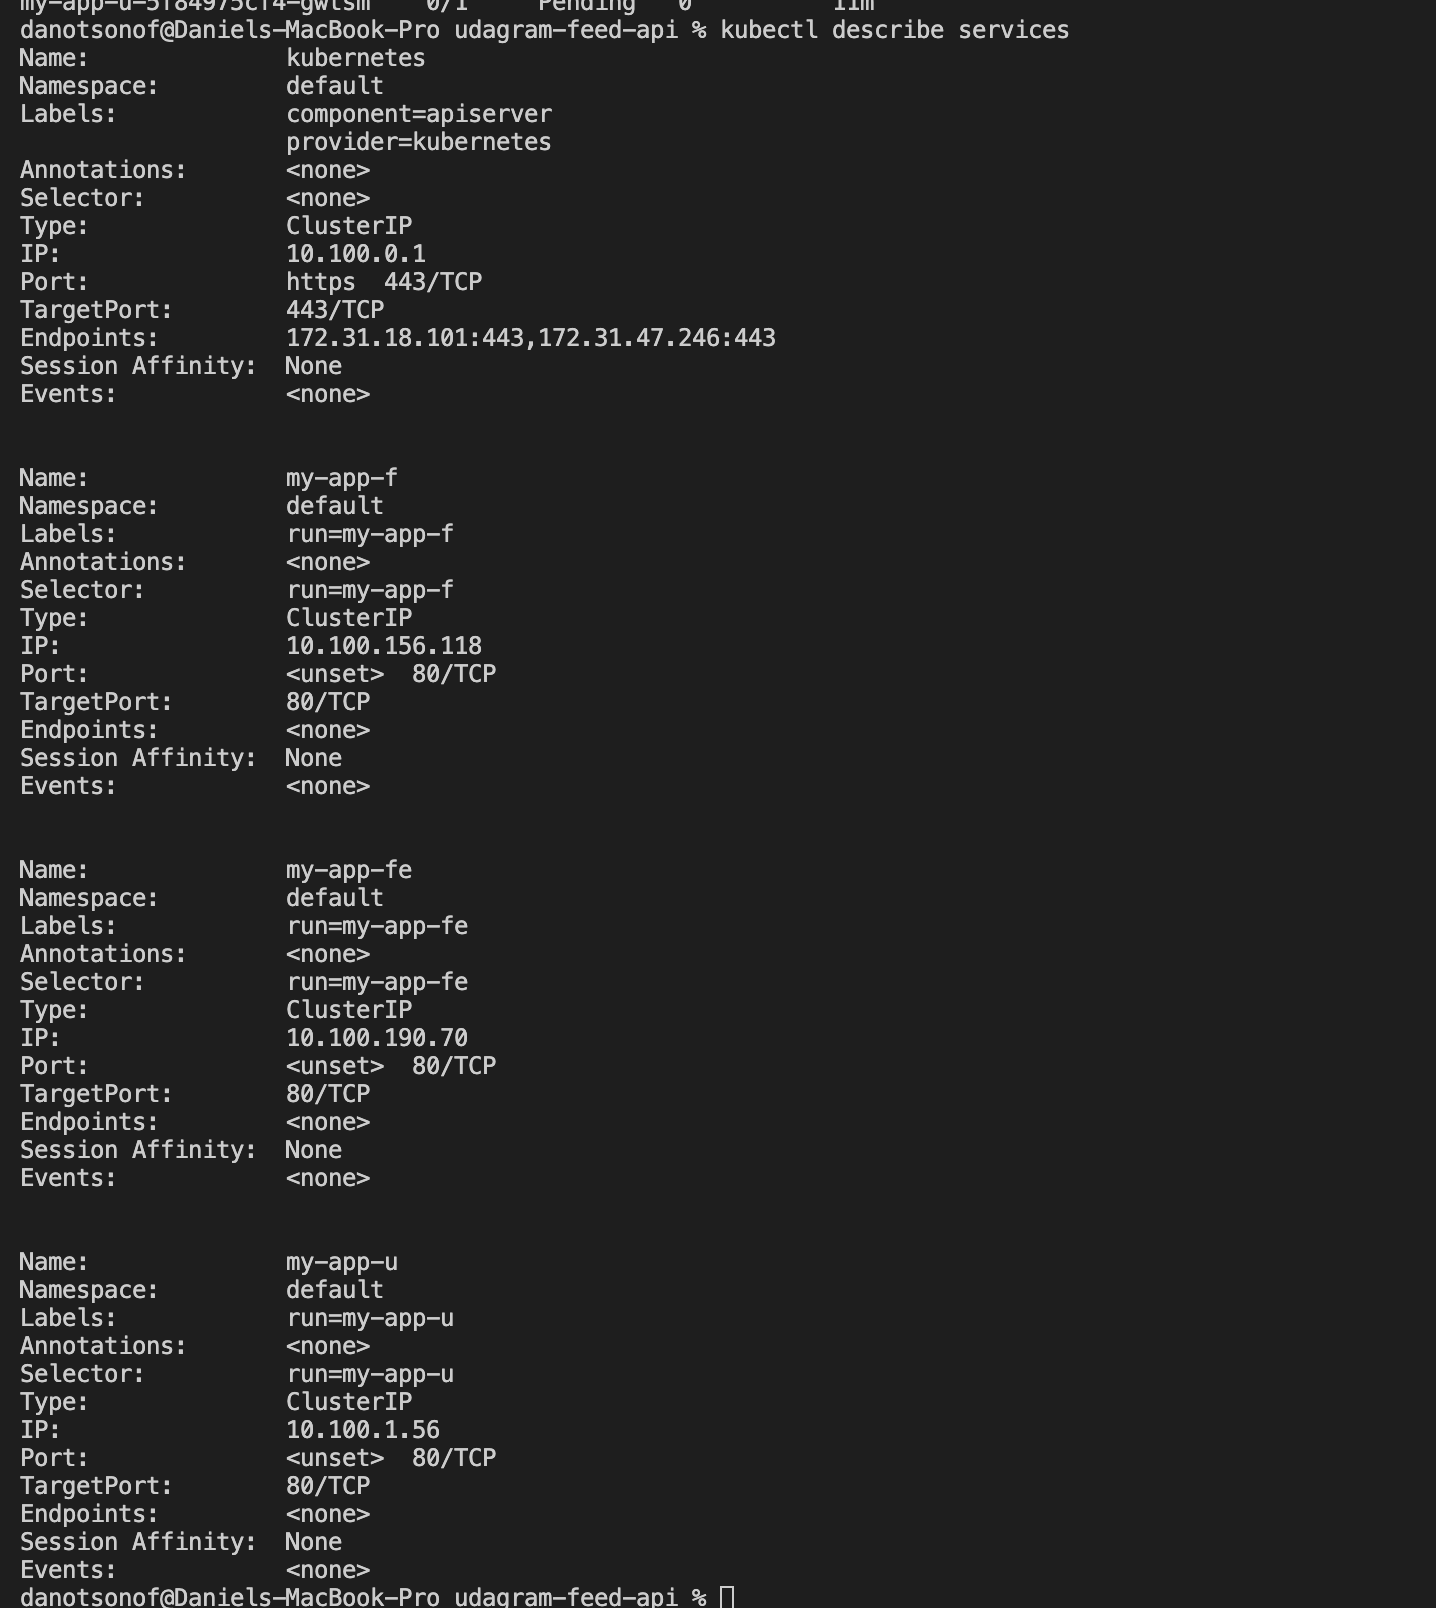 my-app-u-5f84975cf4-gwlsm    0/1     Pending   0          11m
danotsonof@Daniels-MacBook-Pro udagram-feed-api % kubectl describe services
Name:              kubernetes
Namespace:         default
Labels:            component=apiserver
                   provider=kubernetes
Annotations:       <none>
Selector:          <none>
Type:              ClusterIP
IP:                10.100.0.1
Port:              https  443/TCP
TargetPort:        443/TCP
Endpoints:         172.31.18.101:443,172.31.47.246:443
Session Affinity:  None
Events:            <none>
Name:              my-app-f
Namespace:         default
Labels:            run=my-app-f
Annotations:       <none>
Selector:          run=my-app-f
Type:              ClusterIP
IP:                10.100.156.118
Port:              <unset>  80/TCP
TargetPort:        80/TCP
Endpoints:         <none>
Session Affinity:  None
Events:            <none>
Name:              my-app-fe
Namespace:         default
Labels:            run=my-app-fe
Annotations:       <none>
Selector:          run=my-app-fe
Type:              ClusterIP
IP:                10.100.190.70
Port:              <unset>  80/TCP
TargetPort:        80/TCP
Endpoints:         <none>
Session Affinity:  None
Events:            <none>
Name:              my-app-u
Namespace:         default
Labels:            run=my-app-u
Annotations:       <none>
Selector:          run=my-app-u
Type:              ClusterIP
IP:                10.100.1.56
Port:              <unset>  80/TCP
TargetPort:        80/TCP
Endpoints:         <none>
Session Affinity:  None
Events:            <none>
danotsonof@Daniels-MacBook-Pro udagram-feed-api %